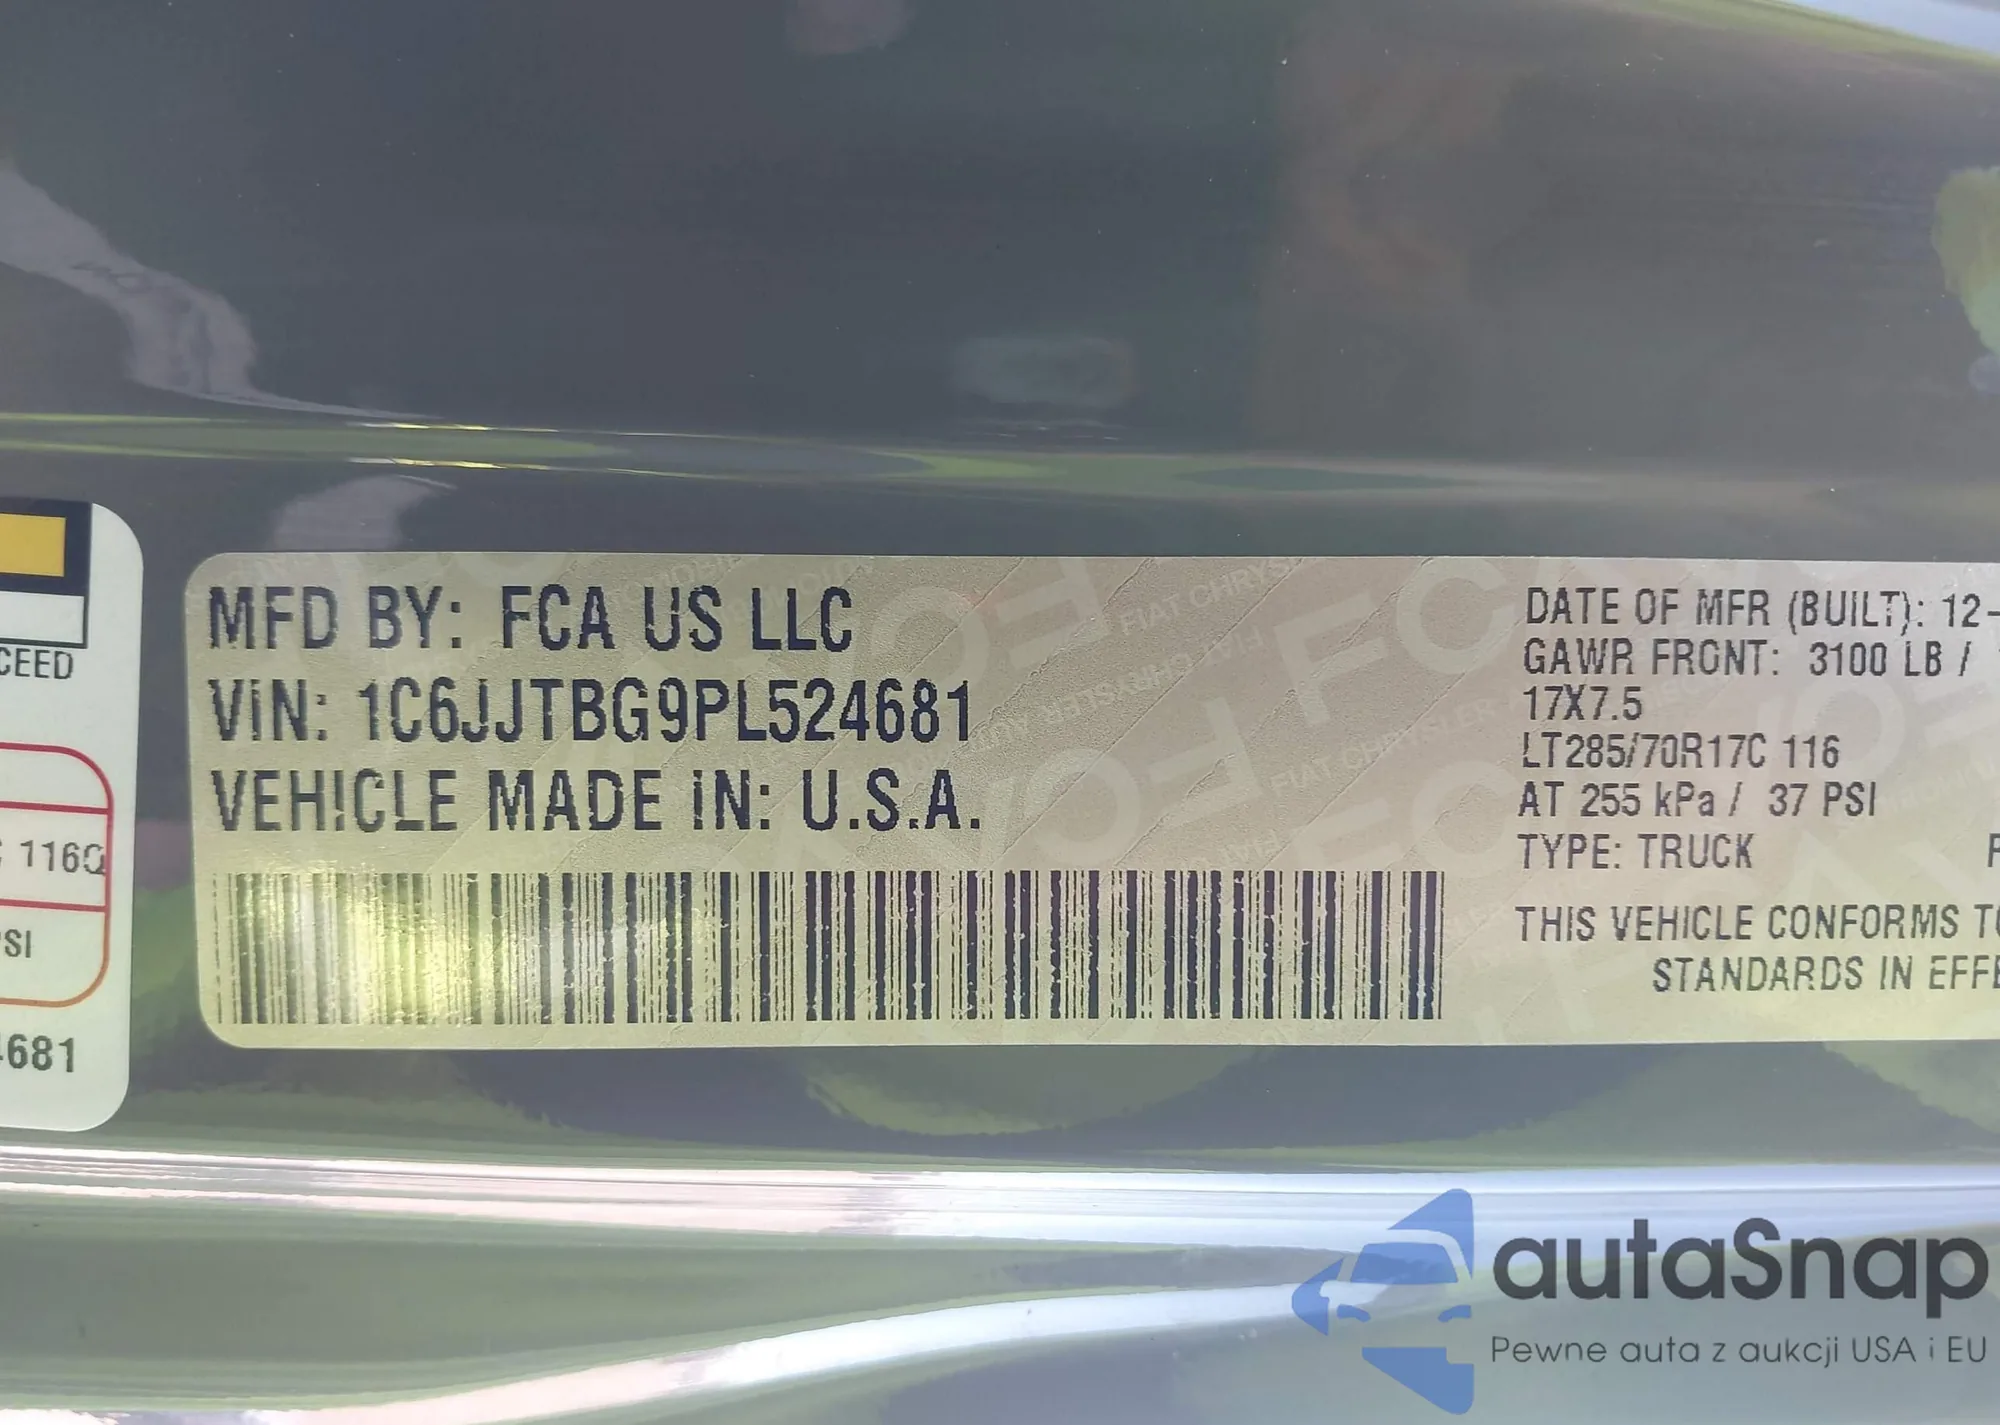 CEED
116Q
PSI
4681
MFD BY: FCA US LLC
VIN: 1C6JJTBG9PL524681
VEHICLE MADE IN: U.S.A.
DATE OF MFR (BUILT): 12-
GAWR FRONT: 3100 LB /
17X7.5
LT285/70R17C 116
AT 255 kPa / 37 PSI
TYPE: TRUCK
THIS VEHICLE CONFORMS TO
STANDARDS IN EFFE
FIAT CHRYSLER
autaSnap
Pewne auta z aukcji USA i EU